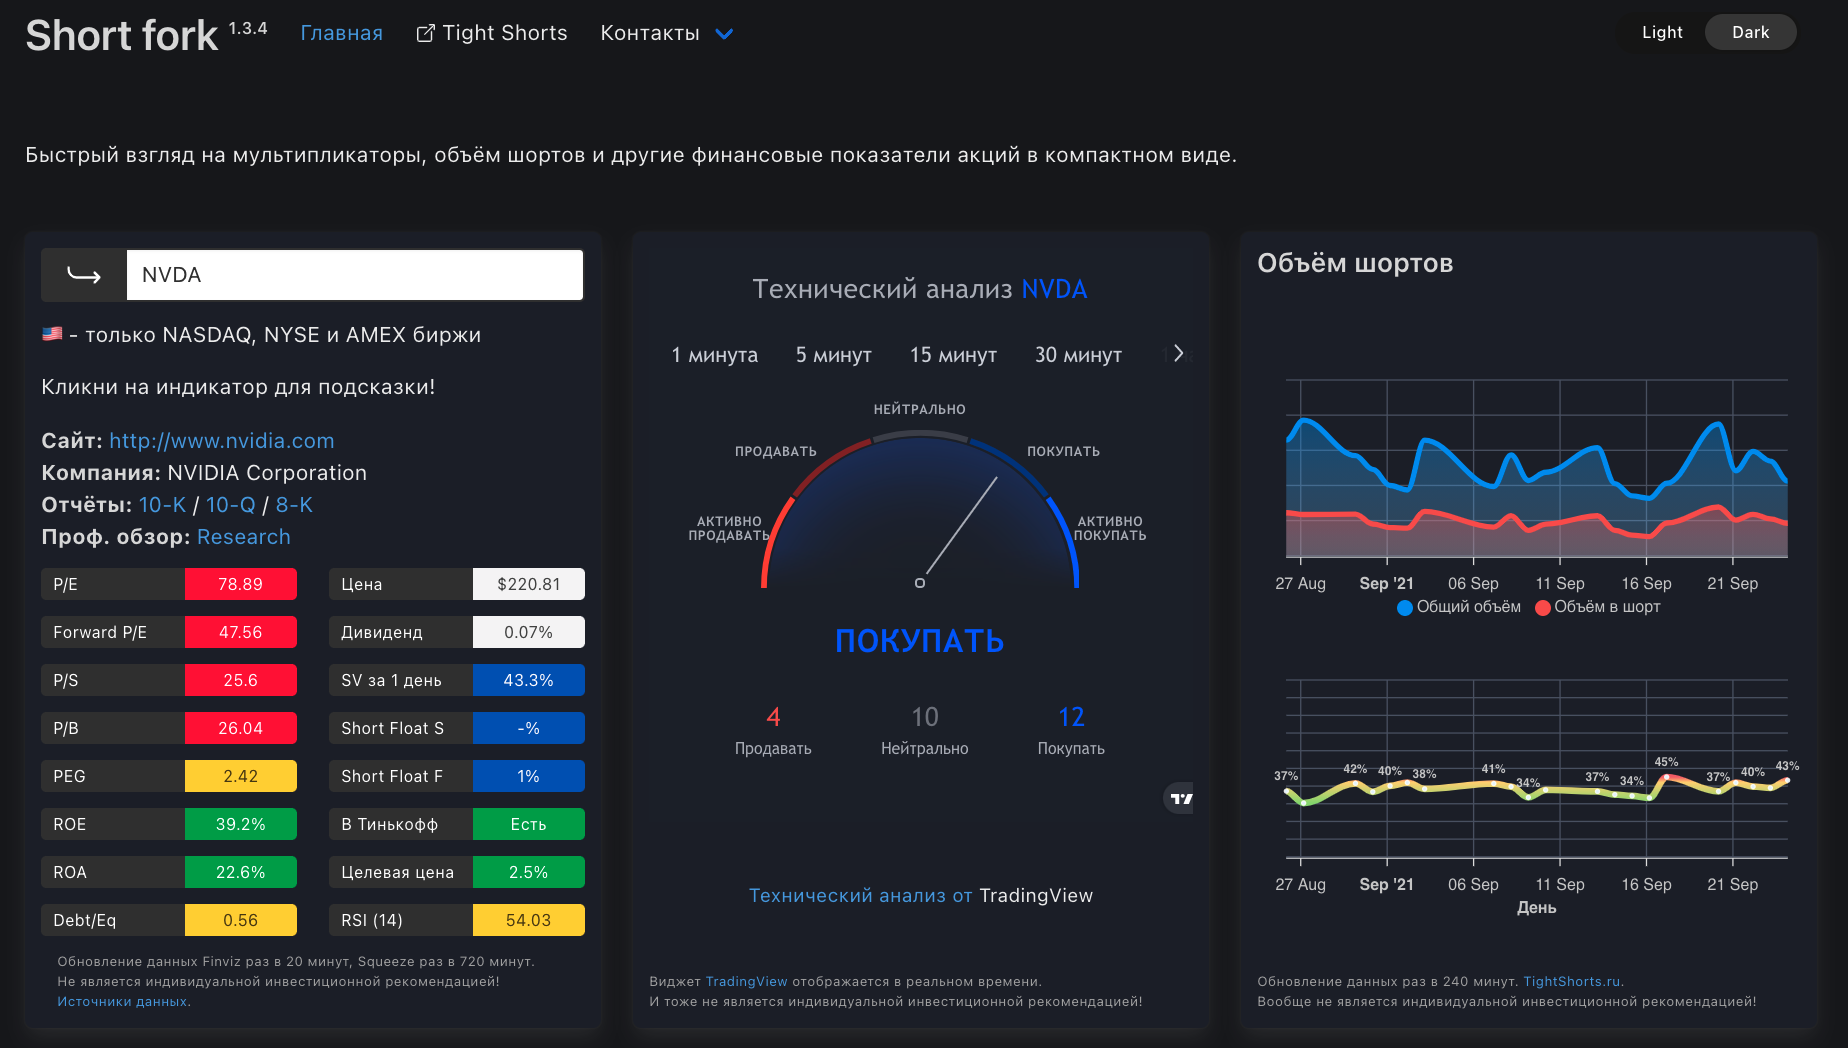 Short fork 1.3.4
Главная
Tight Shorts
Контакты
Light
Dark
Быстрый взгляд на мультипликаторы, объём шортов и другие финансовые показатели акций в компактном виде.
NVDA
🇺🇸 - только NASDAQ, NYSE и AMEX биржи
Кликни на индикатор для подсказки!
Сайт: http://www.nvidia.com
Компания: NVIDIA Corporation
Отчёты: 10-K / 10-Q / 8-K
Проф. обзор: Research
P/E 78.89
Цена $220.81
Forward P/E 47.56
Дивиденд 0.07%
P/S 25.6
SV за 1 день 43.3%
P/B 26.04
Short Float S -%
PEG 2.42
Short Float F 1%
ROE 39.2%
В Тинькофф Есть
ROA 22.6%
Целевая цена 2.5%
Debt/Eq 0.56
RSI (14) 54.03
Обновление данных Finviz раз в 20 минут, Squeeze раз в 720 минут.
Не является индивидуальной инвестиционной рекомендацией!
Источники данных.
Технический анализ NVDA
1 минута 5 минут 15 минут 30 минут
НЕЙТРАЛЬНО
ПРОДАВАТЬ
ПОКУПАТЬ
АКТИВНО
ПРОДАВАТЬ
АКТИВНО
ПОКУПАТЬ
ПОКУПАТЬ
4 10 12
Продавать Нейтрально Покупать
Технический анализ от TradingView
Виджет TradingView отображается в реальном времени.
И тоже не является индивидуальной инвестиционной рекомендацией!
Объём шортов
27 Aug Sep '21 06 Sep 11 Sep 16 Sep 21 Sep
Общий объём Объём в шорт
37% 42% 40% 38% 41% 34% 37% 34% 45% 37% 40% 43%
27 Aug Sep '21 06 Sep 11 Sep 16 Sep 21 Sep
День
Обновление данных раз в 240 минут. TightShorts.ru.
Вообще не является индивидуальной инвестиционной рекомендацией!